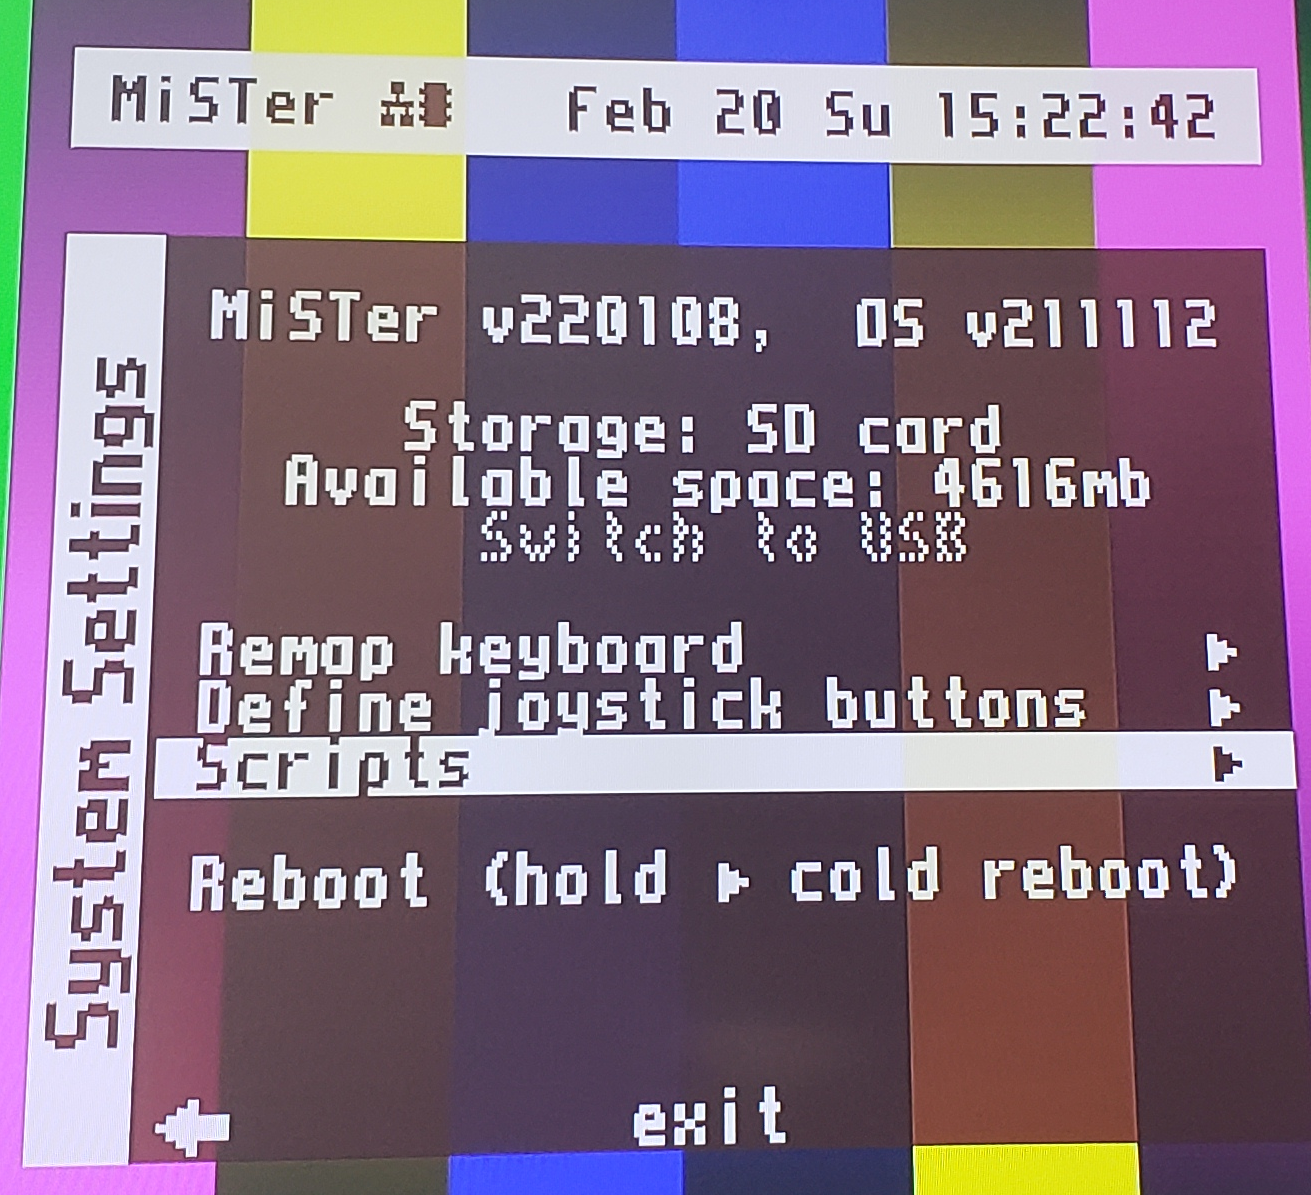 MiSTer Feb 20 Su 15:22:42
System Settings
MiSTer v220108, OS v211112
Storage: SD card
Available space: 4616mb
Switch to USB
Remap keyboard
Define joystick buttons
Scripts
Reboot (hold ► cold reboot)
exit